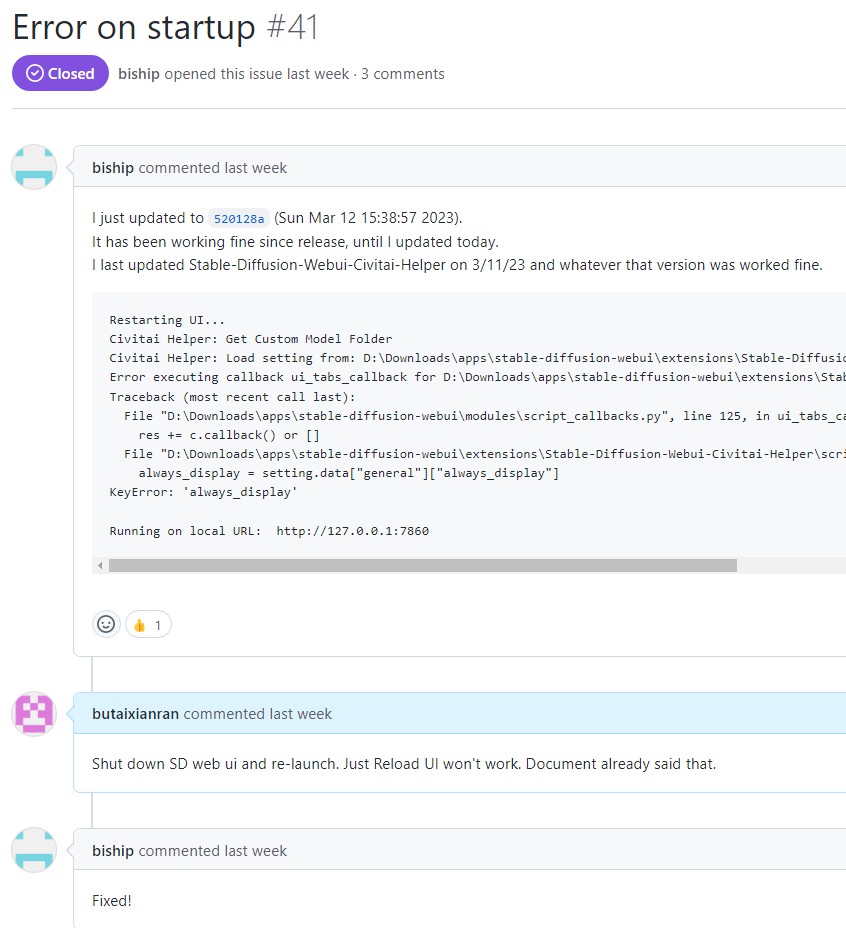 Error on startup #41
Closed biship opened this issue last week · 3 comments
biship commented last week
I just updated to 520128a (Sun Mar 12 15:38:57 2023).
It has been working fine since release, until I updated today.
I last updated Stable-Diffusion-Webui-Civitai-Helper on 3/11/23 and whatever that version was worked fine.
Restarting UI...
Civitai Helper: Get Custom Model Folder
Civitai Helper: Load setting from: D:\Downloads\apps\stable-diffusion-webui\extensions\Stable-Diffusio
Error executing callback ui_tabs_callback for D:\Downloads\apps\stable-diffusion-webui\extensions\Stab
Traceback (most recent call last):
  File "D:\Downloads\apps\stable-diffusion-webui\modules\script_callbacks.py", line 125, in ui_tabs_ca
    res += c.callback() or []
  File "D:\Downloads\apps\stable-diffusion-webui\extensions\Stable-Diffusion-Webui-Civitai-Helper\scri
    always_display = setting.data["general"]["always_display"]
KeyError: 'always_display'
Running on local URL:  http://127.0.0.1:7860
👍 1
butaixianran commented last week
Shut down SD web ui and re-launch. Just Reload UI won't work. Document already said that.
biship commented last week
Fixed!